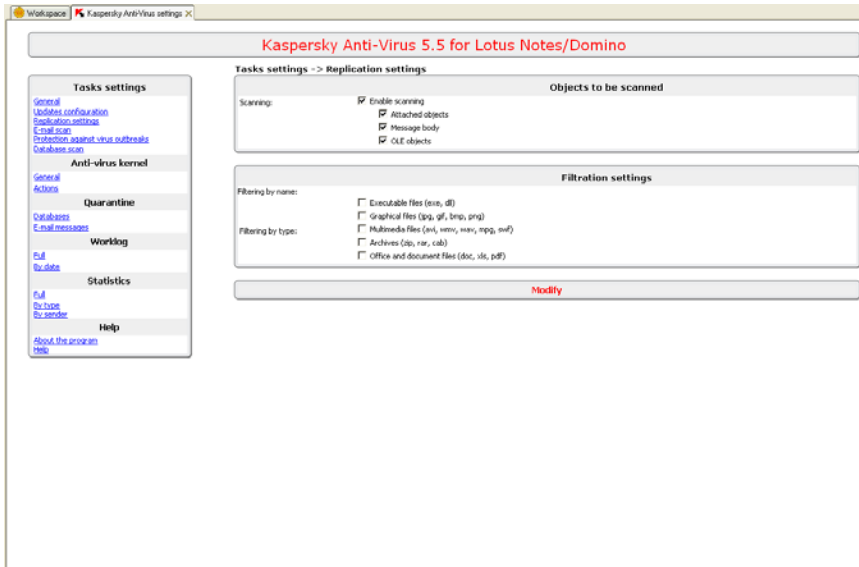 Workspace
Kaspersky Anti-Virus settings
Kaspersky Anti-Virus 5.5 for Lotus Notes/Domino
Tasks settings
General
Updates configuration
Replication settings
E-mail scan
Protection against virus outbreaks
Database scan
Anti-virus kernel
General
Actions
Quarantine
Databases
E-mail messages
Worklog
Full
By date
Statistics
Full
By type
By sender
Help
About the program
Help
Tasks settings -> Replication settings
Objects to be scanned
Scanning:
Enable scanning
Attached objects
Message body
OLE objects
Filtration settings
Filtering by name:
Executable files (exe, dll)
Graphical files (jpg, gif, bmp, png)
Filtering by type:
Multimedia files (avi, wmv, wav, mpg, swf)
Archives (zip, rar, cab)
Office and document files (doc, xls, pdf)
Modify